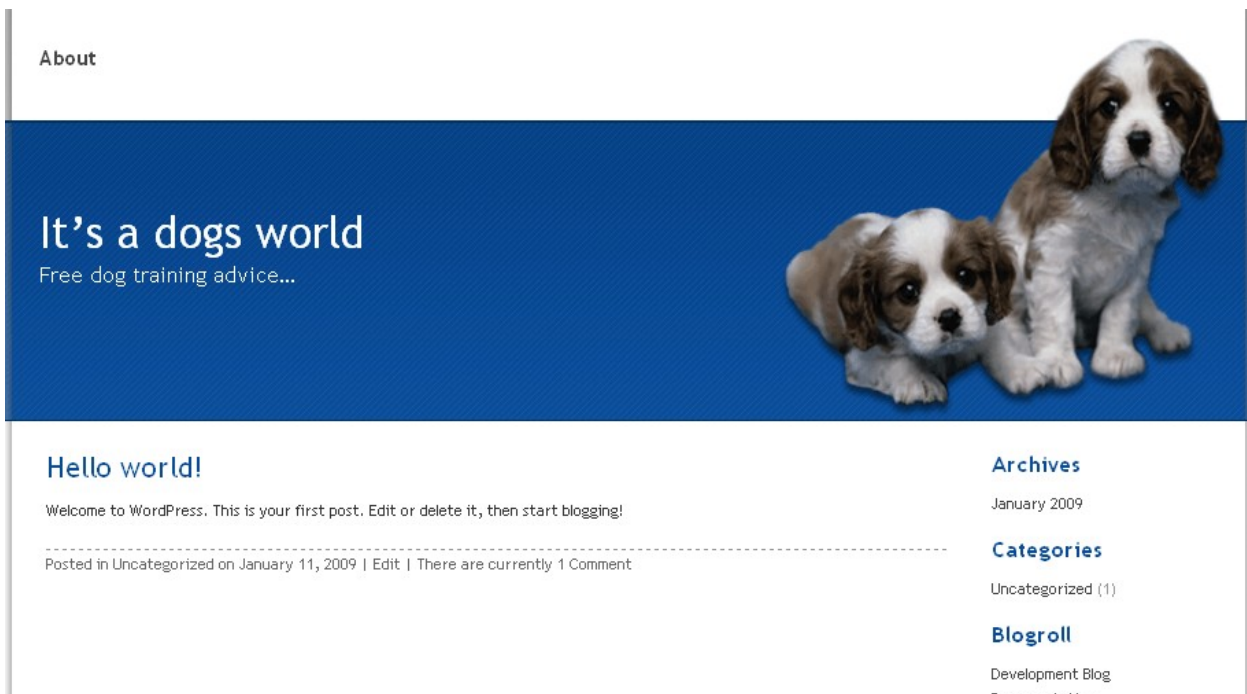 About
It's a dogs world
Free dog training advice...
Hello world!
Welcome to WordPress. This is your first post. Edit or delete it, then start blogging!
Posted in Uncategorized on January 11, 2009 | Edit | There are currently 1 Comment
Archives
January 2009
Categories
Uncategorized (1)
Blogroll
Development Blog